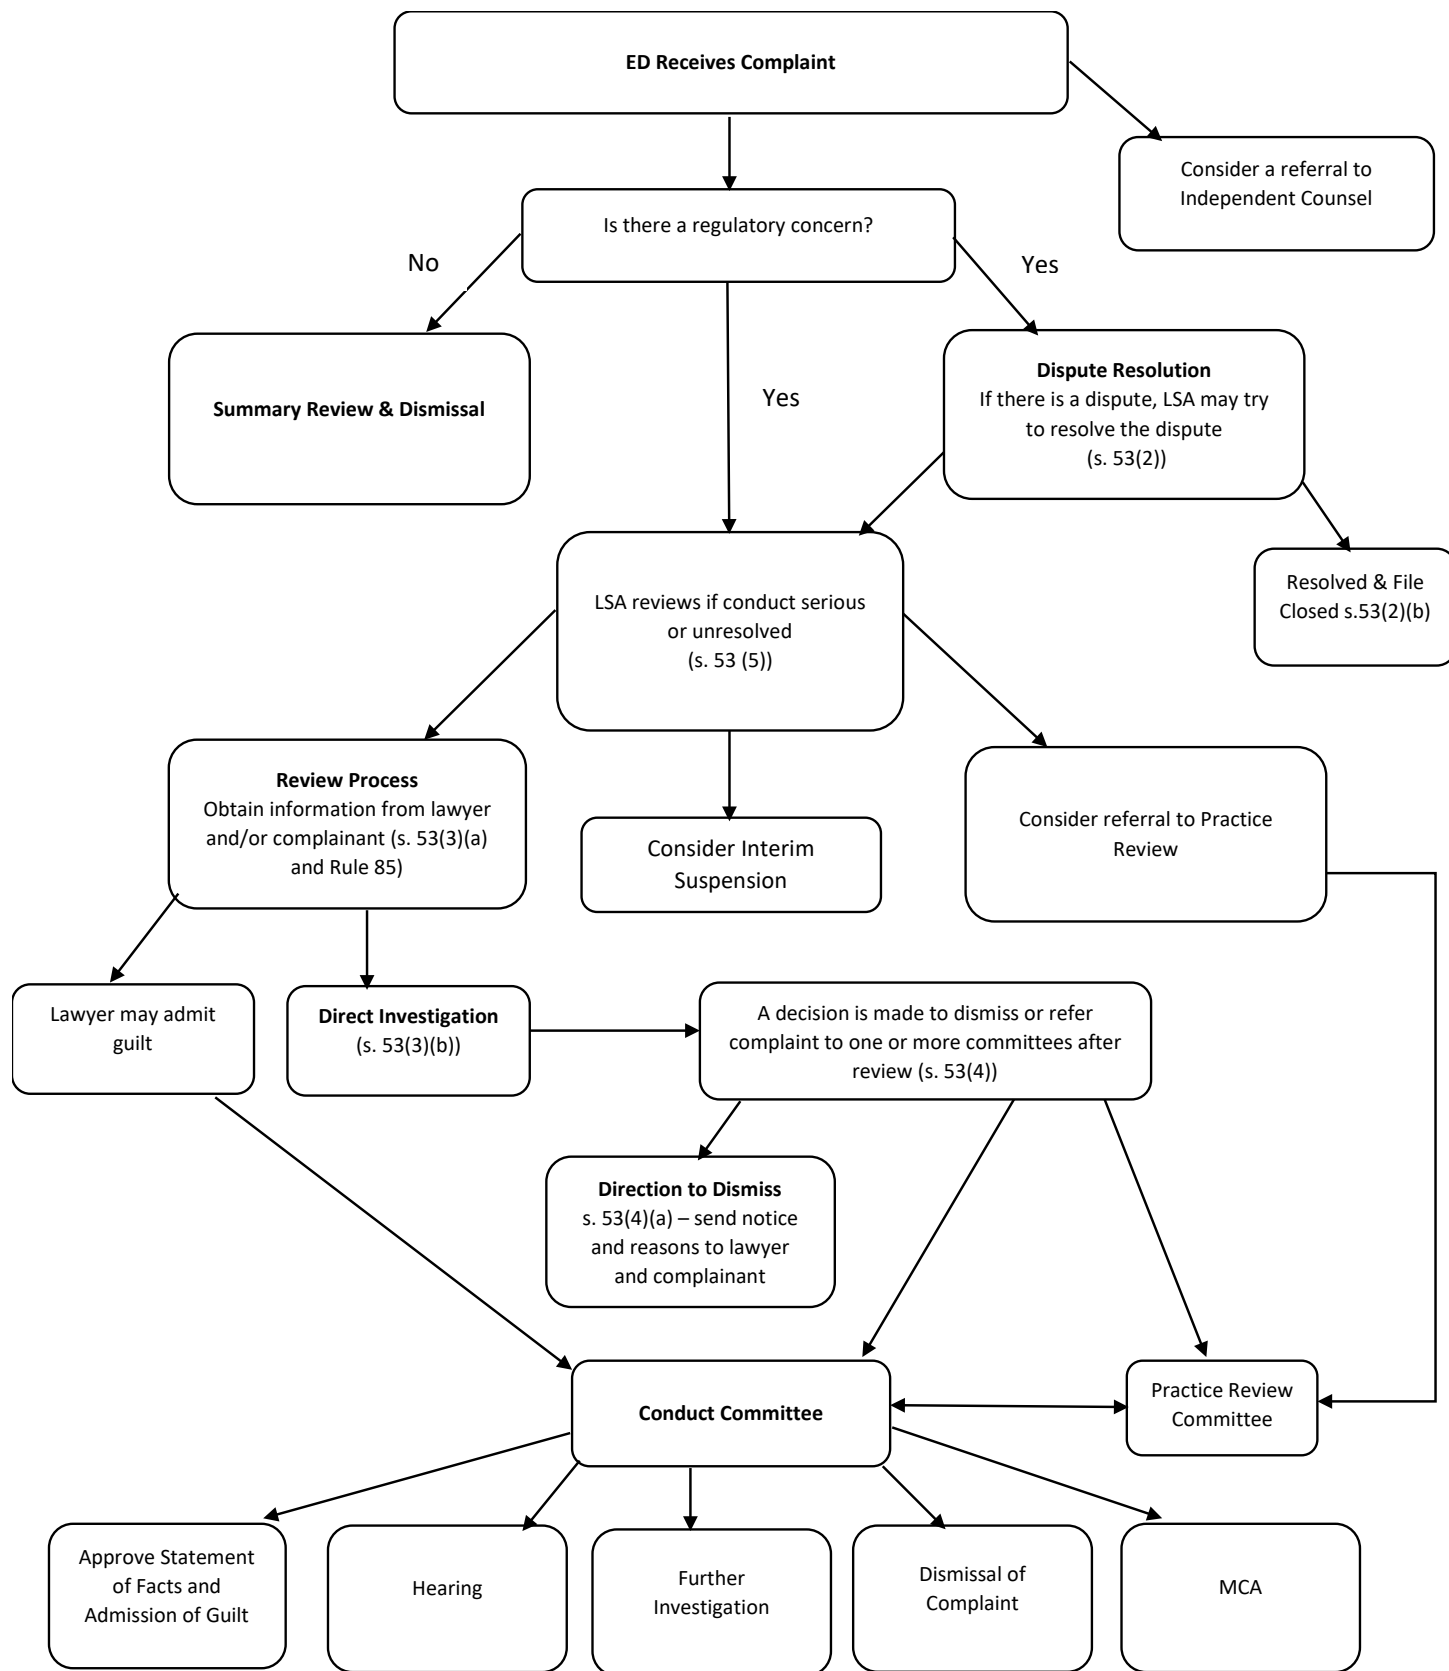 ED Receives Complaint
Consider a referral to
Independent Counsel
Is there a regulatory concern?
No
Yes
Summary Review & Dismissal
Yes
Dispute Resolution
If there is a dispute, LSA may try
to resolve the dispute
(s. 53(2))
Resolved & File
Closed s.53(2)(b)
LSA reviews if conduct serious
or unresolved
(s. 53 (5))
Review Process
Obtain information from lawyer
and/or complainant (s. 53(3)(a)
and Rule 85)
Consider Interim
Suspension
Consider referral to Practice
Review
Lawyer may admit
guilt
Direct Investigation
(s. 53(3)(b))
A decision is made to dismiss or refer
complaint to one or more committees after
review (s. 53(4))
Direction to Dismiss
s. 53(4)(a) – send notice
and reasons to lawyer
and complainant
Conduct Committee
Practice Review
Committee
Approve Statement
of Facts and
Admission of Guilt
Hearing
Further
Investigation
Dismissal of
Complaint
MCA